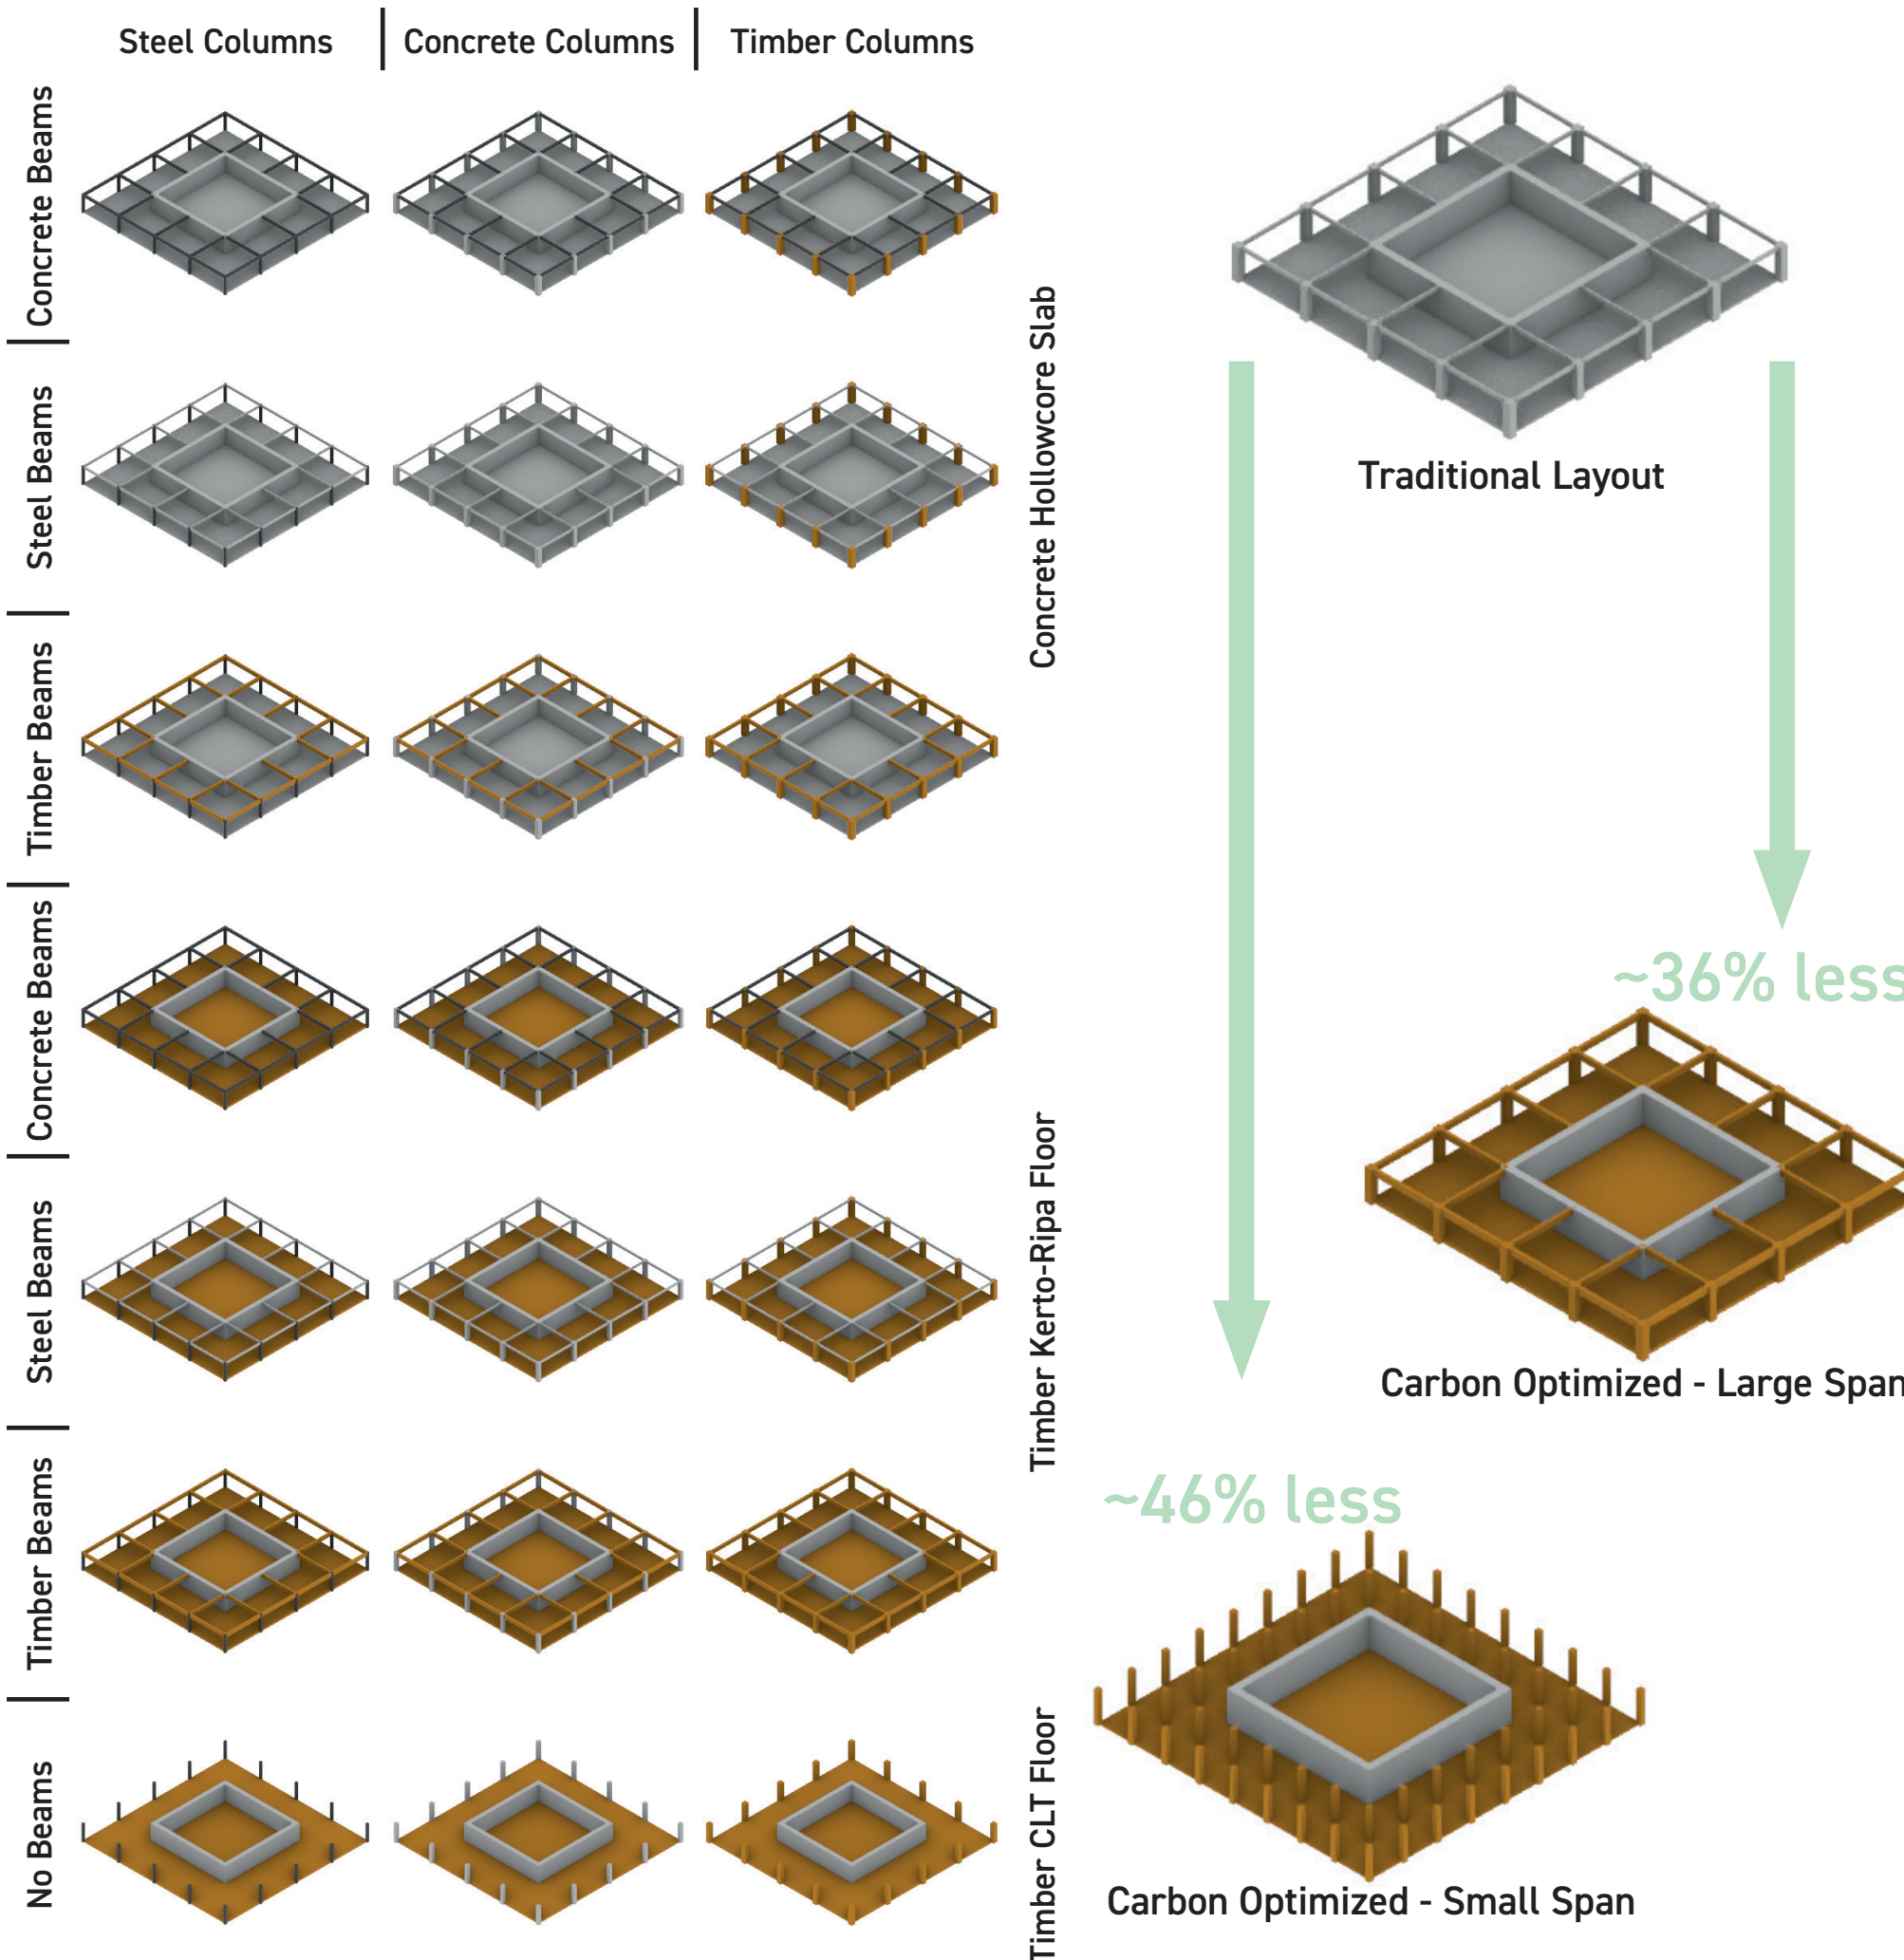 Steel Columns
Concrete Columns
Timber Columns
Concrete Beams
Steel Beams
Timber Beams
Concrete Beams
Steel Beams
Timber Beams
No Beams
Concrete Hollowcore Slab
Timber Kerto-Ripa Floor
Timber CLT Floor
Traditional Layout
~36% less
Carbon Optimized - Large Span
~46% less
Carbon Optimized - Small Span